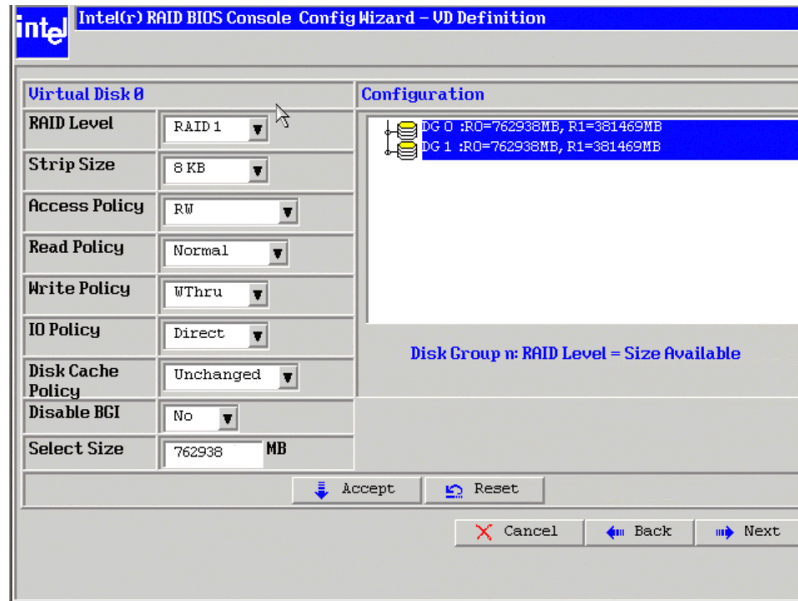 intel
Intel(r) RAID BIOS Console Config Wizard – VD Definition
Virtual Disk 0
RAID Level
RAID 1
Strip Size
8 KB
Access Policy
RW
Read Policy
Normal
Write Policy
WThru
IO Policy
Direct
Disk Cache
Policy
Unchanged
Disable BGI
No
Select Size
762938
MB
Configuration
DG 0 :R0=762938MB, R1=381469MB
DG 1 :R0=762938MB, R1=381469MB
Disk Group n: RAID Level = Size Available
Accept
Reset
Cancel
Back
Next